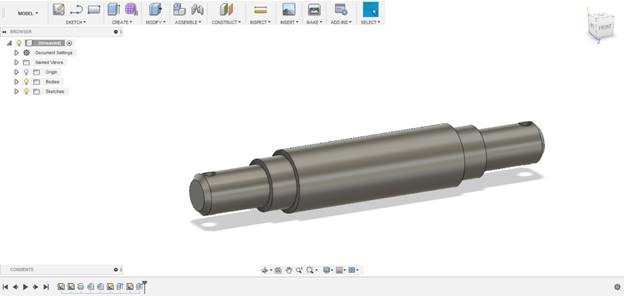 MODEL
SKETCH
CREATE
MODIFY
ASSEMBLE
CONSTRUCT
INSPECT
INSERT
MAKE
ADD-INS
SELECT
BROWSER
(Unsaved)
Document Settings
Named Views
Origin
Bodies
Sketches
FRONT
COMMENTS